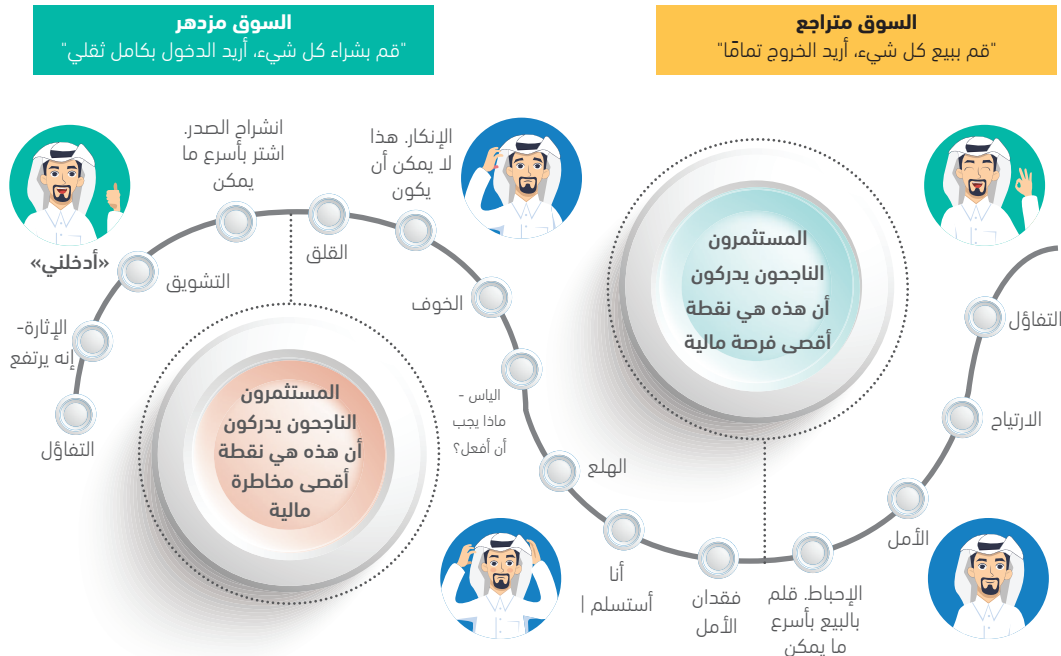 السوق مزدهر
"قم بشراء كل شيء، أريد الدخول بكامل ثقلي"
السوق متراجع
"قم ببيع كل شيء، أريد الخروج تمامًا"
التفاؤل
الإثارة-
إنه يرتفع
«أدخلني»
التشويق
انشراح الصدر.
اشتر بأسرع ما
يمكن
القلق
الإنكار. هذا
لا يمكن أن
يكون
الخوف
الياس -
ماذا يجب
أن أفعل؟
الهلع
أنا
أستسلم |
فقدان
الأمل
الإحباط. قلم
بالبيع بأسرع
ما يمكن
الأمل
الارتياح
التفاؤل
المستثمرون
الناجحون يدركون
أن هذه هي نقطة
أقصى مخاطرة
مالية
المستثمرون
الناجحون يدركون
أن هذه هي نقطة
أقصى فرصة مالية